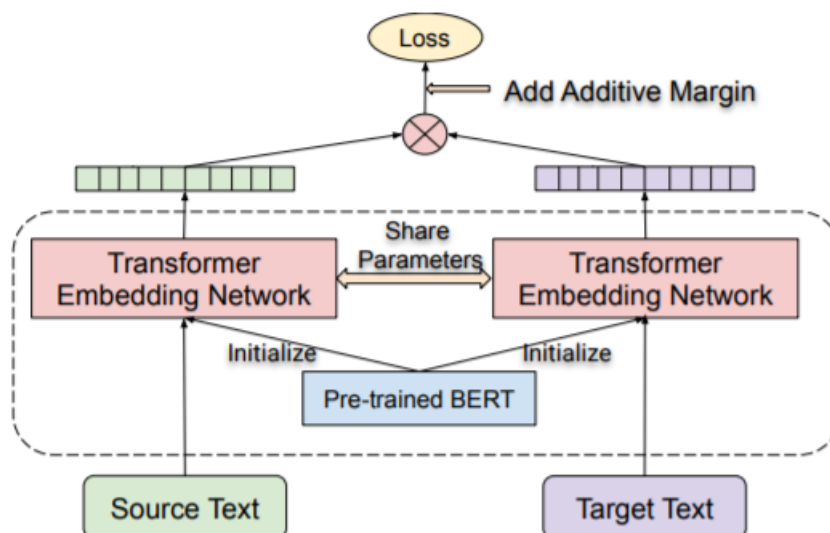 Loss
Add Additive Margin
Share
Parameters
Transformer
Embedding Network
Transformer
Embedding Network
Initialize
Initialize
Pre-trained BERT
Source Text
Target Text